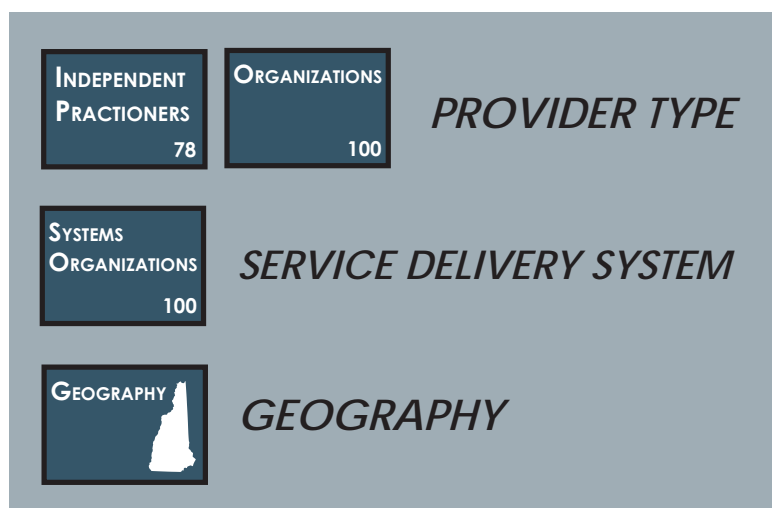 INDEPENDENT
PRACTIONERS
78
ORGANIZATIONS
100
PROVIDER TYPE
SYSTEMS
ORGANIZATIONS
100
SERVICE DELIVERY SYSTEM
GEOGRAPHY
GEOGRAPHY